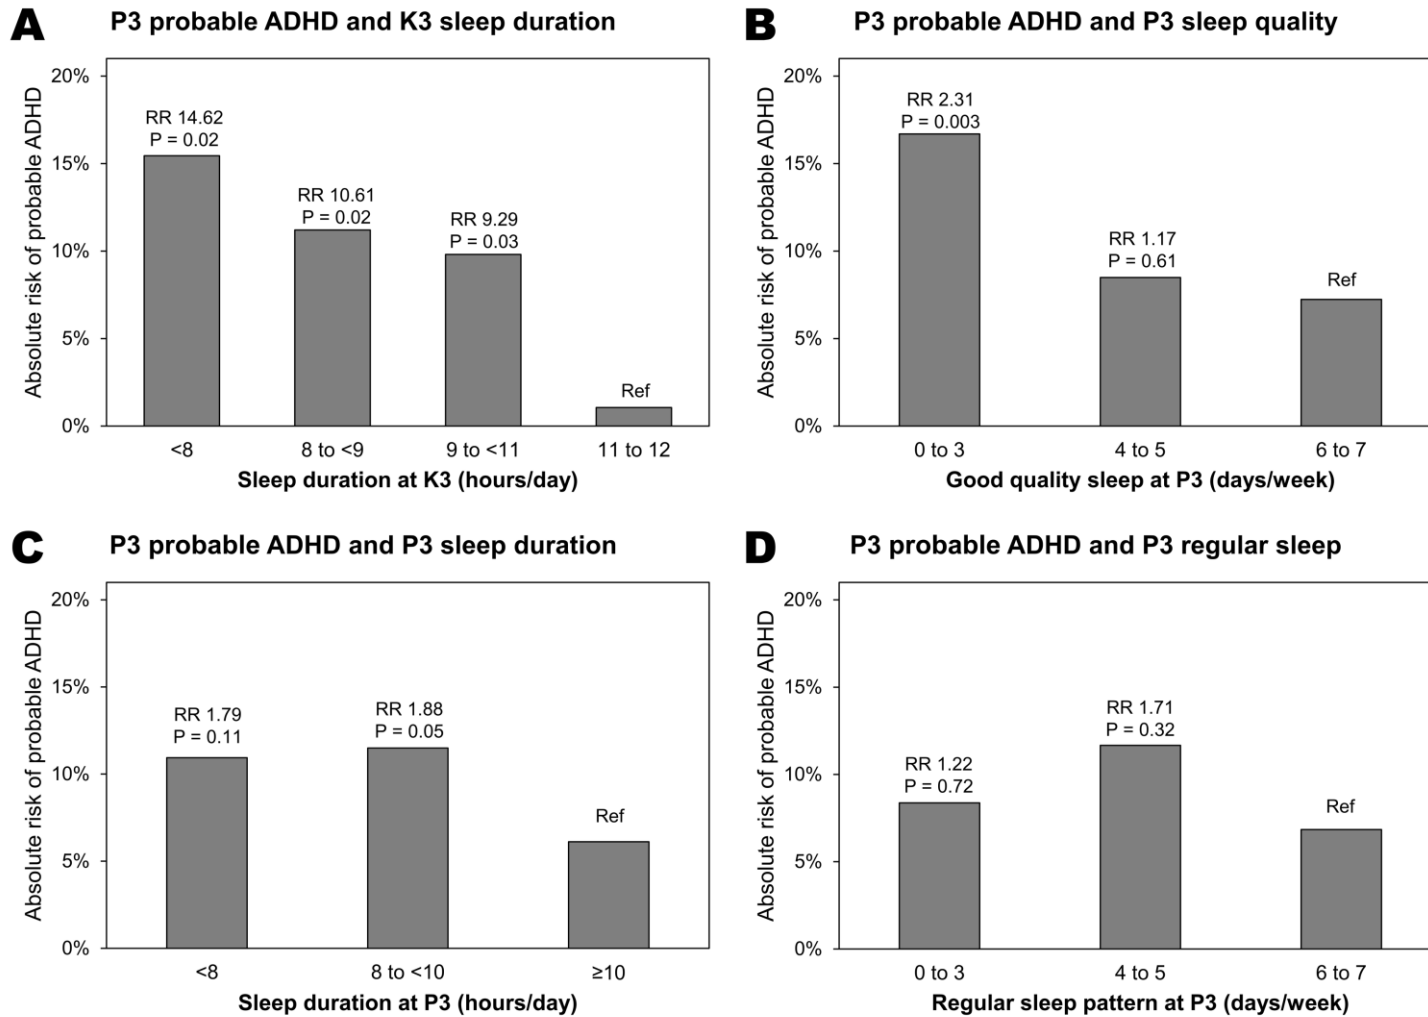 A
P3 probable ADHD and K3 sleep duration
Absolute risk of probable ADHD
20%
15%
10%
5%
0%
RR 14.62
P = 0.02
RR 10.61
P = 0.02
RR 9.29
P = 0.03
Ref
<8
8 to <9
9 to <11
11 to 12
Sleep duration at K3 (hours/day)
B
P3 probable ADHD and P3 sleep quality
Absolute risk of probable ADHD
20%
15%
10%
5%
0%
RR 2.31
P = 0.003
RR 1.17
P = 0.61
Ref
0 to 3
4 to 5
6 to 7
Good quality sleep at P3 (days/week)
C
P3 probable ADHD and P3 sleep duration
Absolute risk of probable ADHD
20%
15%
10%
5%
0%
RR 1.79
P = 0.11
RR 1.88
P = 0.05
Ref
<8
8 to <10
≥10
Sleep duration at P3 (hours/day)
D
P3 probable ADHD and P3 regular sleep
Absolute risk of probable ADHD
20%
15%
10%
5%
0%
RR 1.22
P = 0.72
RR 1.71
P = 0.32
Ref
0 to 3
4 to 5
6 to 7
Regular sleep pattern at P3 (days/week)